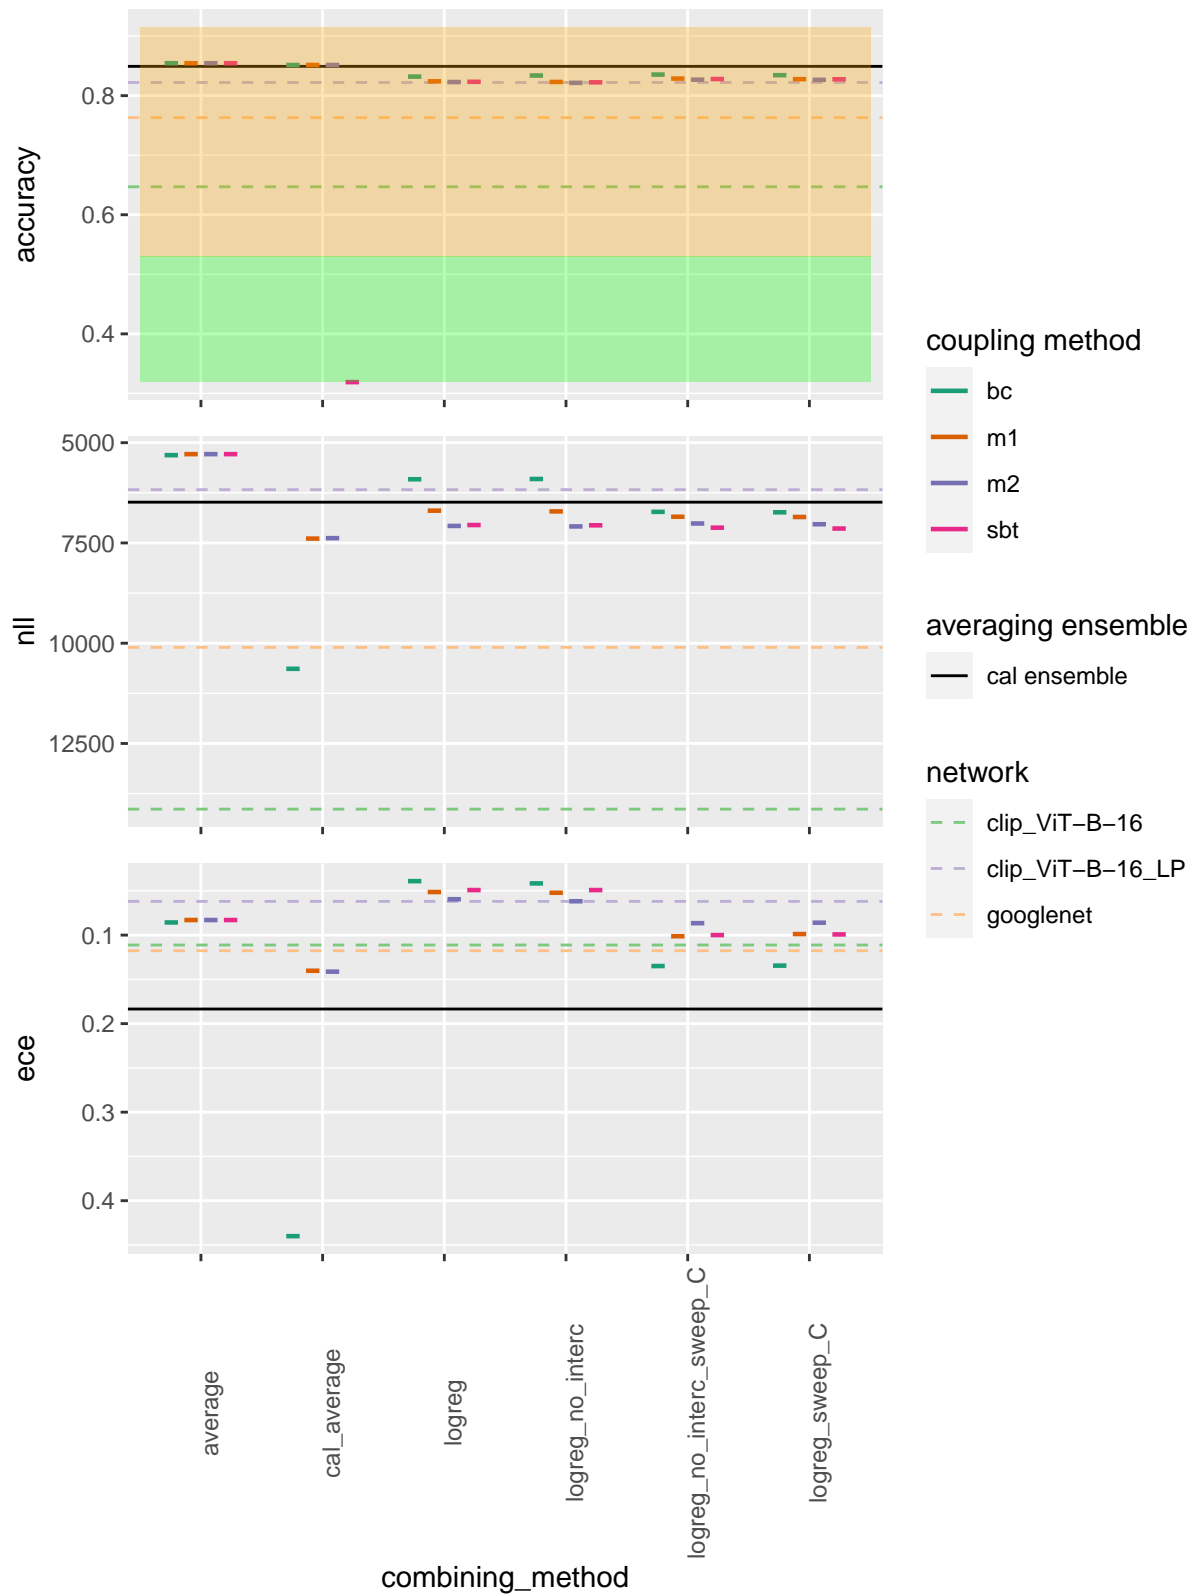 accuracy
0.8
0.6
0.4
nll
5000
7500
10000
12500
ece
0.1
0.2
0.3
0.4
average
cal_average
logreg
logreg_no_interc
logreg_no_interc_sweep_C
logreg_sweep_C
combining_method
coupling method
bc
m1
m2
sbt
averaging ensemble
cal ensemble
network
clip_ViT−B−16
clip_ViT−B−16_LP
googlenet